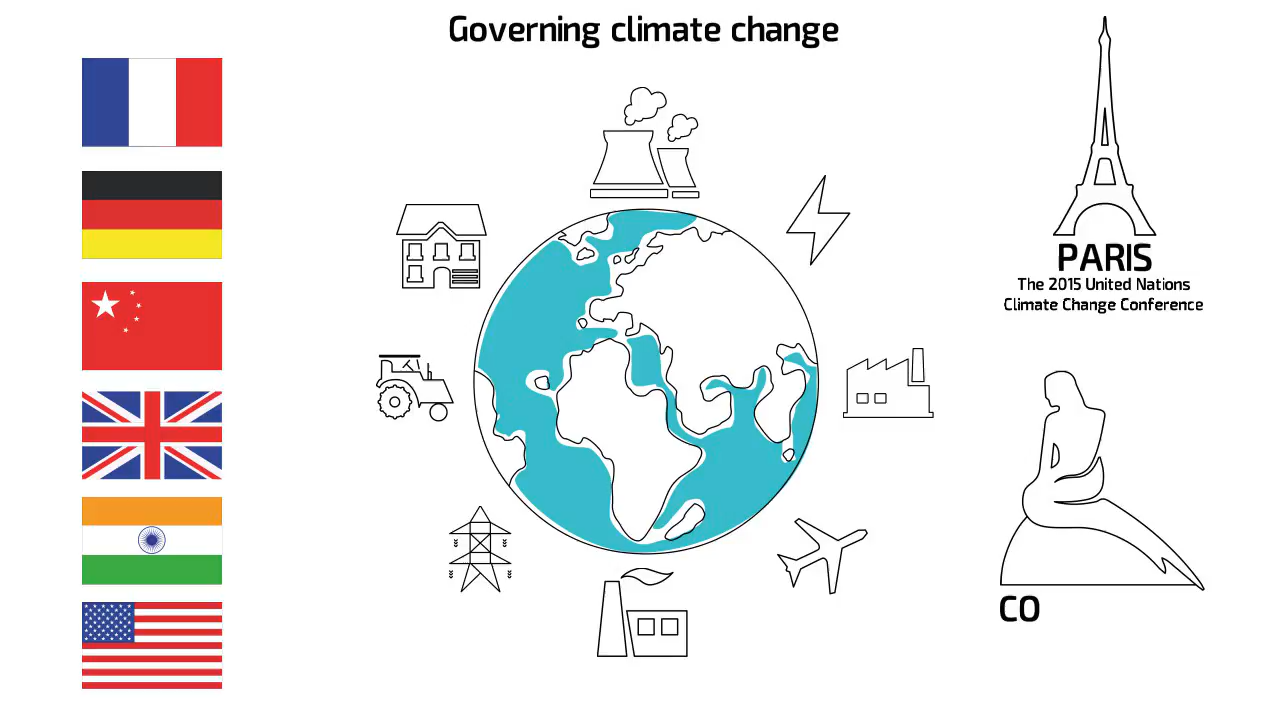 Governing climate change
PARIS
The 2015 United Nations
Climate Change Conference
CO